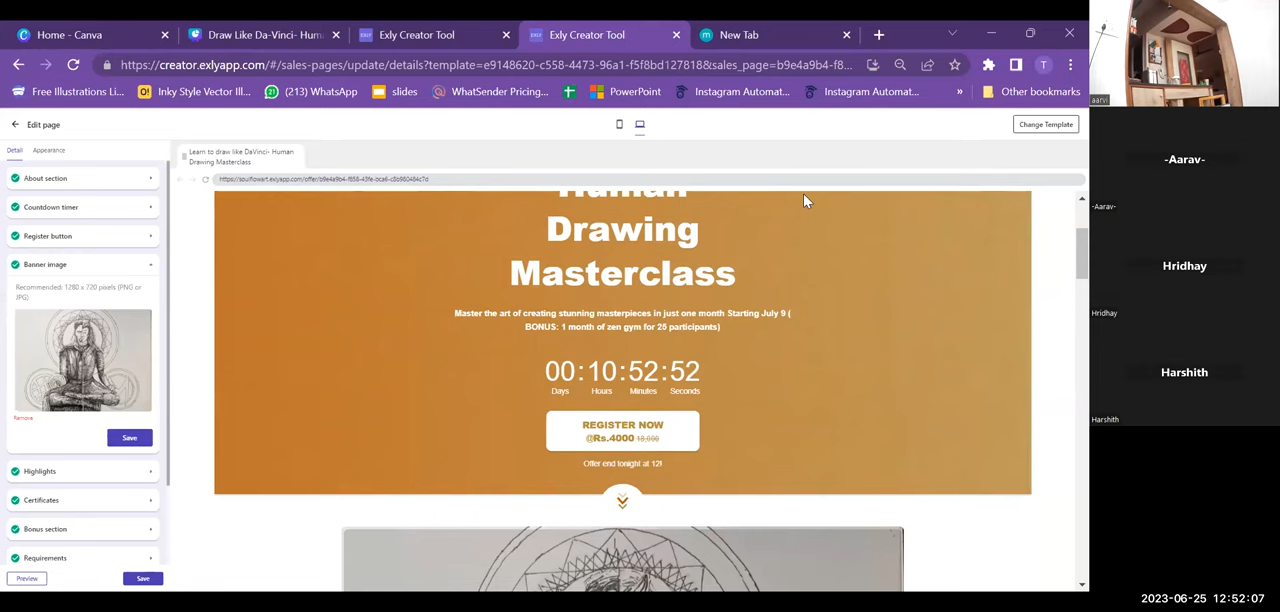 Home - Canva
Draw Like Da-Vinci- Hum
Exly Creator Tool
Exly Creator Tool
New Tab
https://creator.exlyapp.com/#/sales-pages/update/details?template=e9148620-c558-4473-96a1-f5f8bd127818&sales_page=b9e4a9b4-f8...
T
Free Illustrations Li...
Inky Style Vector Ill...
(213) WhatsApp
slides
WhatSender Pricing...
PowerPoint
Instagram Automat...
Instagram Automat...
»
Other bookmarks
Edit page
Change Template
Detail
Appearance
Learn to draw like DaVinci- Human
Drawing Masterclass
About section
Countdown timer
Register button
Banner image
Recommended: 1280 x 720 pixels (PNG or
JPG)
Remove
Save
Highlights
Certificates
Bonus section
Requirements
Preview
Save
Human
Drawing
Masterclass
Master the art of creating stunning masterpieces in just one month Starting July 9 (
BONUS: 1 month of zen gym for 25 participants)
00:10:52:52
Days Hours Minutes Seconds
REGISTER NOW
@Rs.4000 18,000
Offer end tonight at 12!
aarvi
-Aarav-
-Aarav-
Hridhay
Hridhay
Harshith
Harshith
2023-06-25 12:52:07